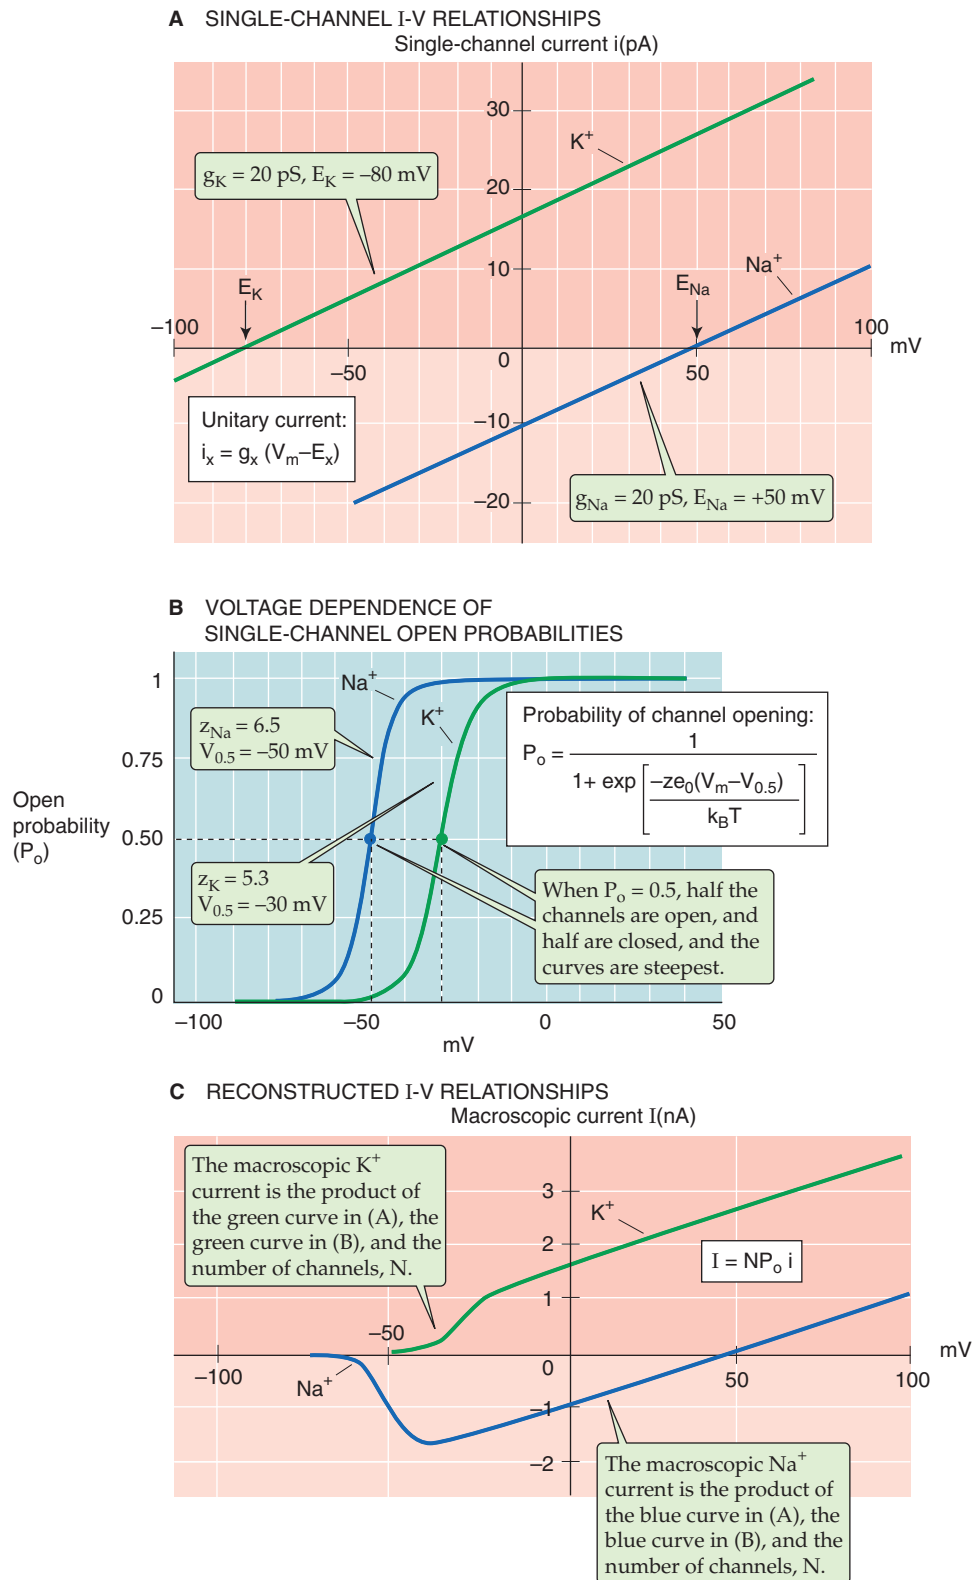 A SINGLE-CHANNEL I-V RELATIONSHIPS
Single-channel current i(pA)
30
K+
gK = 20 pS, EK = –80 mV
20
10
Na+
EK
ENa
–100
100
mV
–50
0
50
Unitary current:
ix = gx (Vm–Ex)
–10
–20
gNa = 20 pS, ENa = +50 mV
B VOLTAGE DEPENDENCE OF
SINGLE-CHANNEL OPEN PROBABILITIES
1
Na+
K+
zNa = 6.5
V0.5 = –50 mV
Probability of channel opening:
Po = 1
1+ exp [–ze0(Vm–V0.5)
kBT]
0.75
Open
probability
(Po)
0.50
zK = 5.3
V0.5 = –30 mV
When Po = 0.5, half the
channels are open, and
half are closed, and the
curves are steepest.
0.25
0
–100
–50
0
50
mV
C RECONSTRUCTED I-V RELATIONSHIPS
Macroscopic current I(nA)
The macroscopic K+
current is the product of
the green curve in (A), the
green curve in (B), and the
number of channels, N.
3
K+
2
I = NPo i
1
–50
mV
–100
Na+
0
50
100
–1
–2
The macroscopic Na+
current is the product of
the blue curve in (A), the
blue curve in (B), and the
number of channels, N.